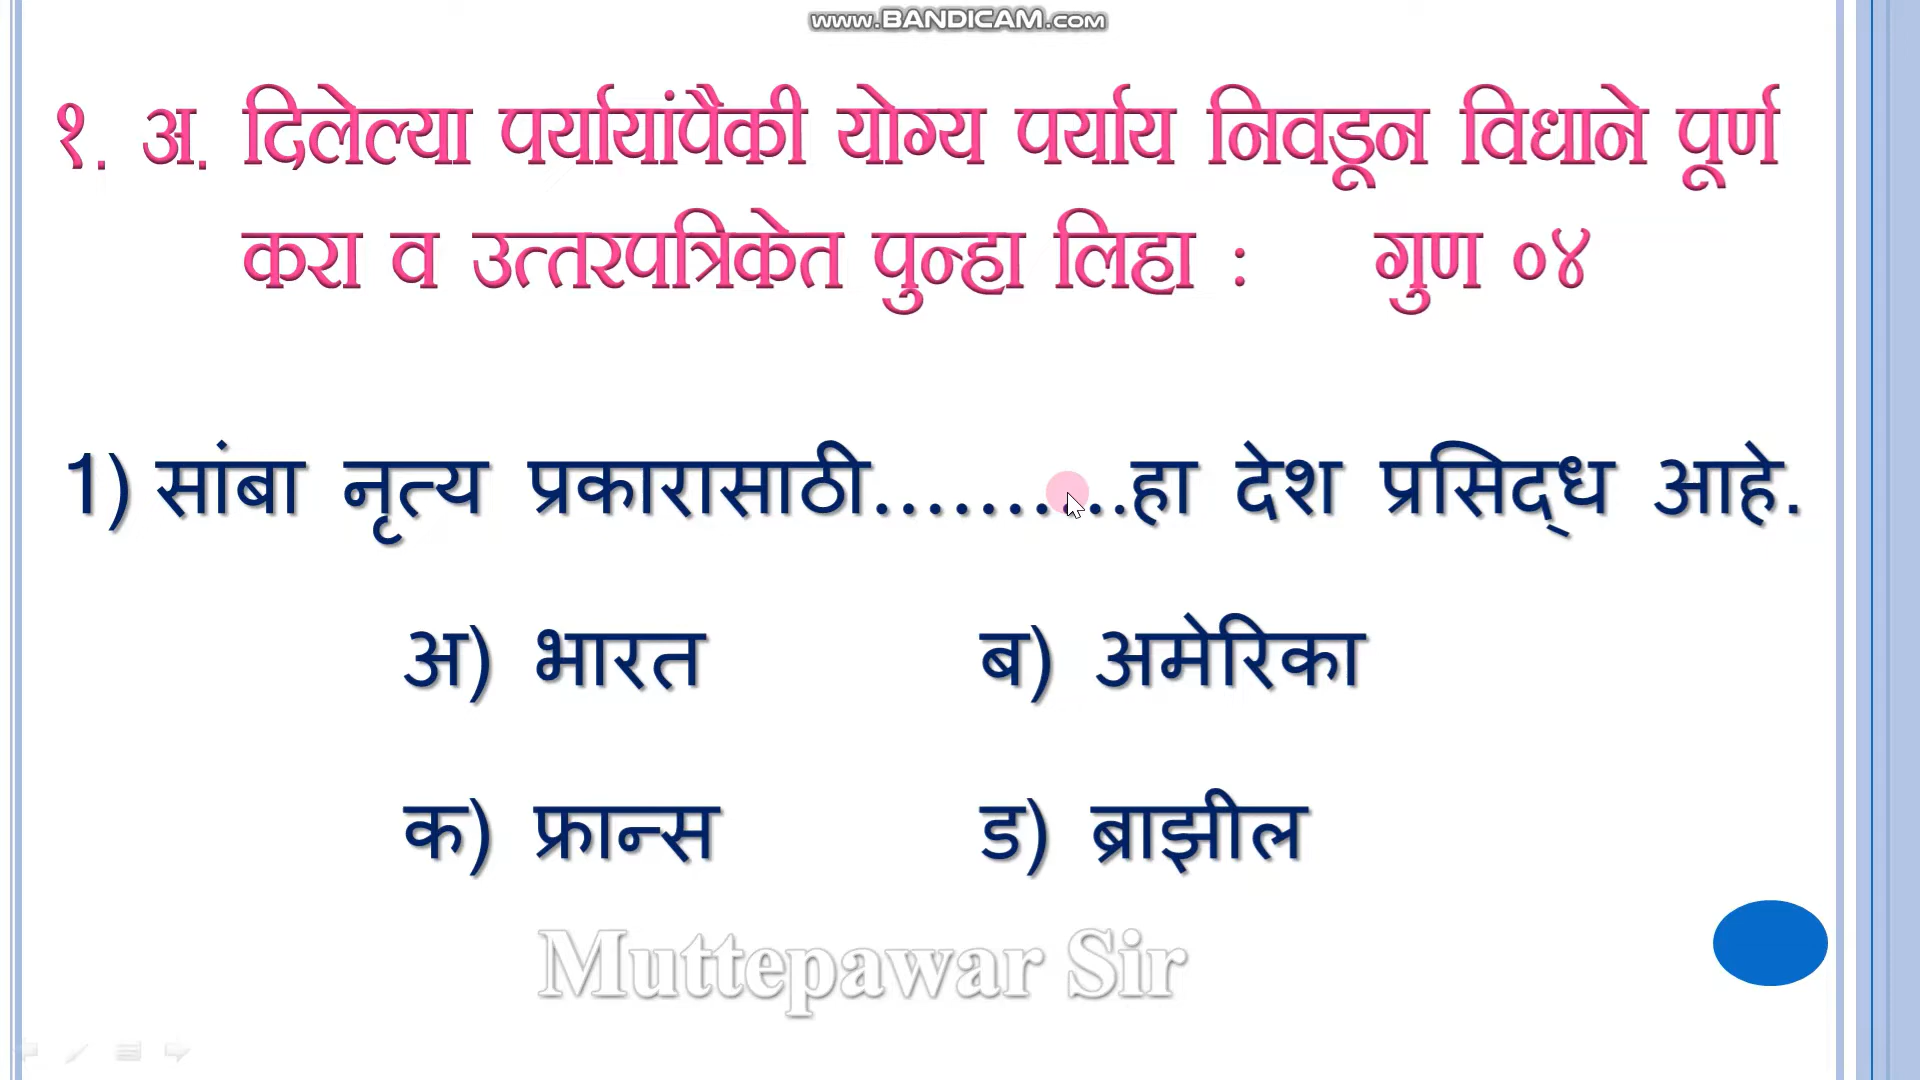 www.BANDICAM.com
१. अ. दिलेल्या पर्यायांपैकी योग्य पर्याय निवडून विधाने पूर्ण
करा व उत्तरपत्रिकेत पुन्हा लिहा : गुण ०४
1) सांबा नृत्य प्रकारासाठी..........हा देश प्रसिद्ध आहे.
अ) भारत ब) अमेरिका
क) फ्रान्स ड) ब्राझील
Muttepawar Sir